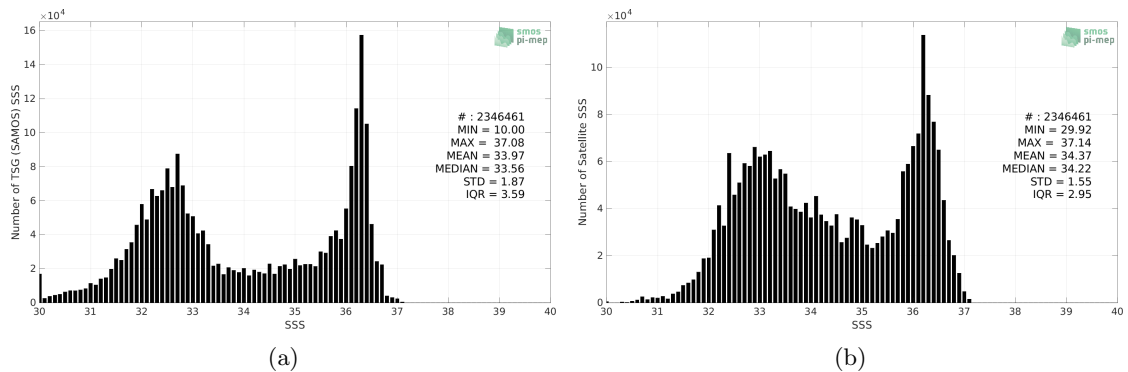 ×10⁴
16
14
12
10
8
6
4
2
0
Number of TSG (SAMOS) SSS
smos
pi-mep
# : 2346461
MIN = 10.00
MAX = 37.08
MEAN = 33.97
MEDIAN = 33.56
STD = 1.87
IQR = 3.59
30 31 32 33 34 35 36 37 38 39 40
SSS
(a)
×10⁴
10
8
6
4
2
0
Number of Satellite SSS
smos
pi-mep
# : 2346461
MIN = 29.92
MAX = 37.14
MEAN = 34.37
MEDIAN = 34.22
STD = 1.55
IQR = 2.95
30 31 32 33 34 35 36 37 38 39 40
SSS
(b)